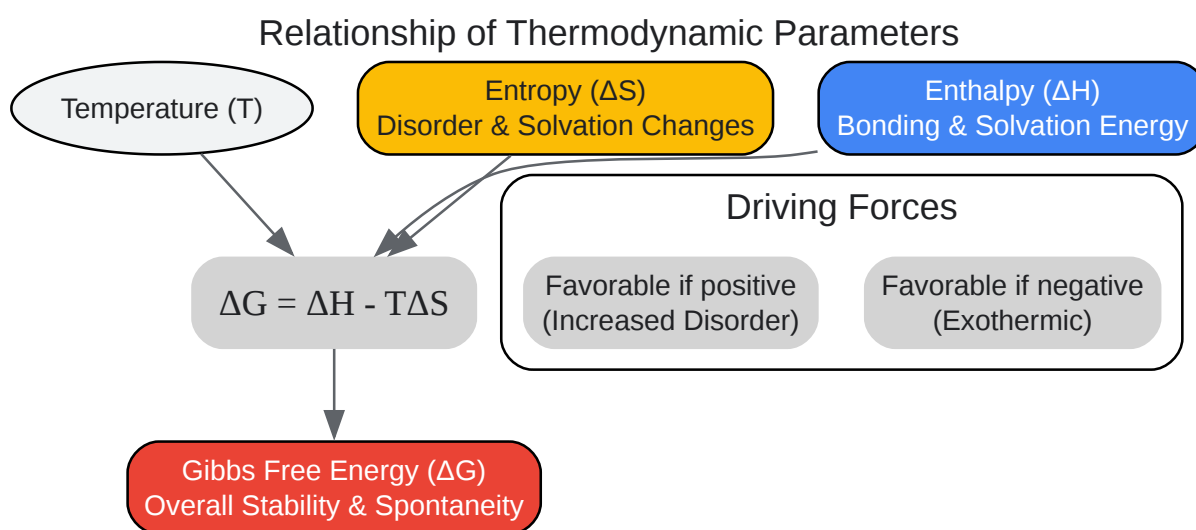 Relationship of Thermodynamic Parameters
Temperature (T)
Entropy (ΔS)
Disorder & Solvation Changes
Enthalpy (ΔH)
Bonding & Solvation Energy
Driving Forces
Favorable if positive
(Increased Disorder)
Favorable if negative
(Exothermic)
ΔG = ΔH - TΔS
Gibbs Free Energy (ΔG)
Overall Stability & Spontaneity